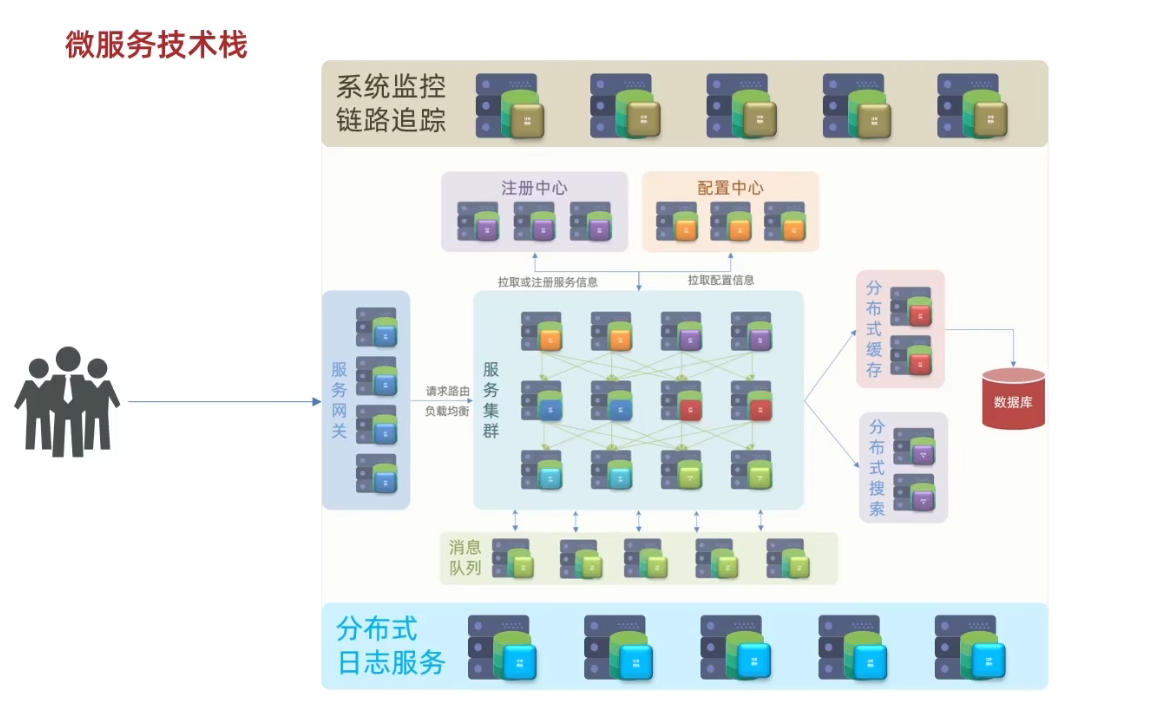 微服务技术栈
系统监控
链路追踪
注册中心
配置中心
拉取或注册服务信息
拉取配置信息
服务网关
请求路由
负载均衡
服务集群
分布式缓存
数据库
分布式搜索
消息
队列
分布式
日志服务